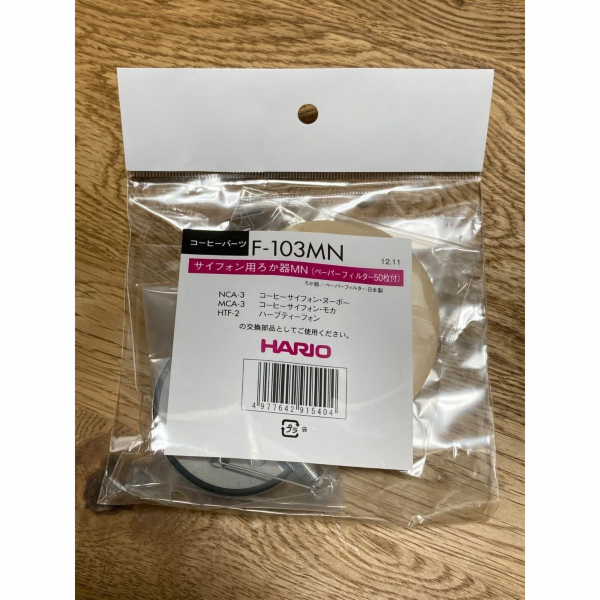 コーヒーパーツ F-103MN
12.11
サイフォン用ろか器MN (ペーパーフィルター50枚付)
ろか器/ペーパーフィルター日本製
NCA-3 コーヒーサイフォン・ヌーボー
MCA-3 コーヒーサイフォン・モカ
HTF-2 ハーブティーフォン
の交換部品としてご使用ください。
HARIO
4 977642 915404
プラ 袋